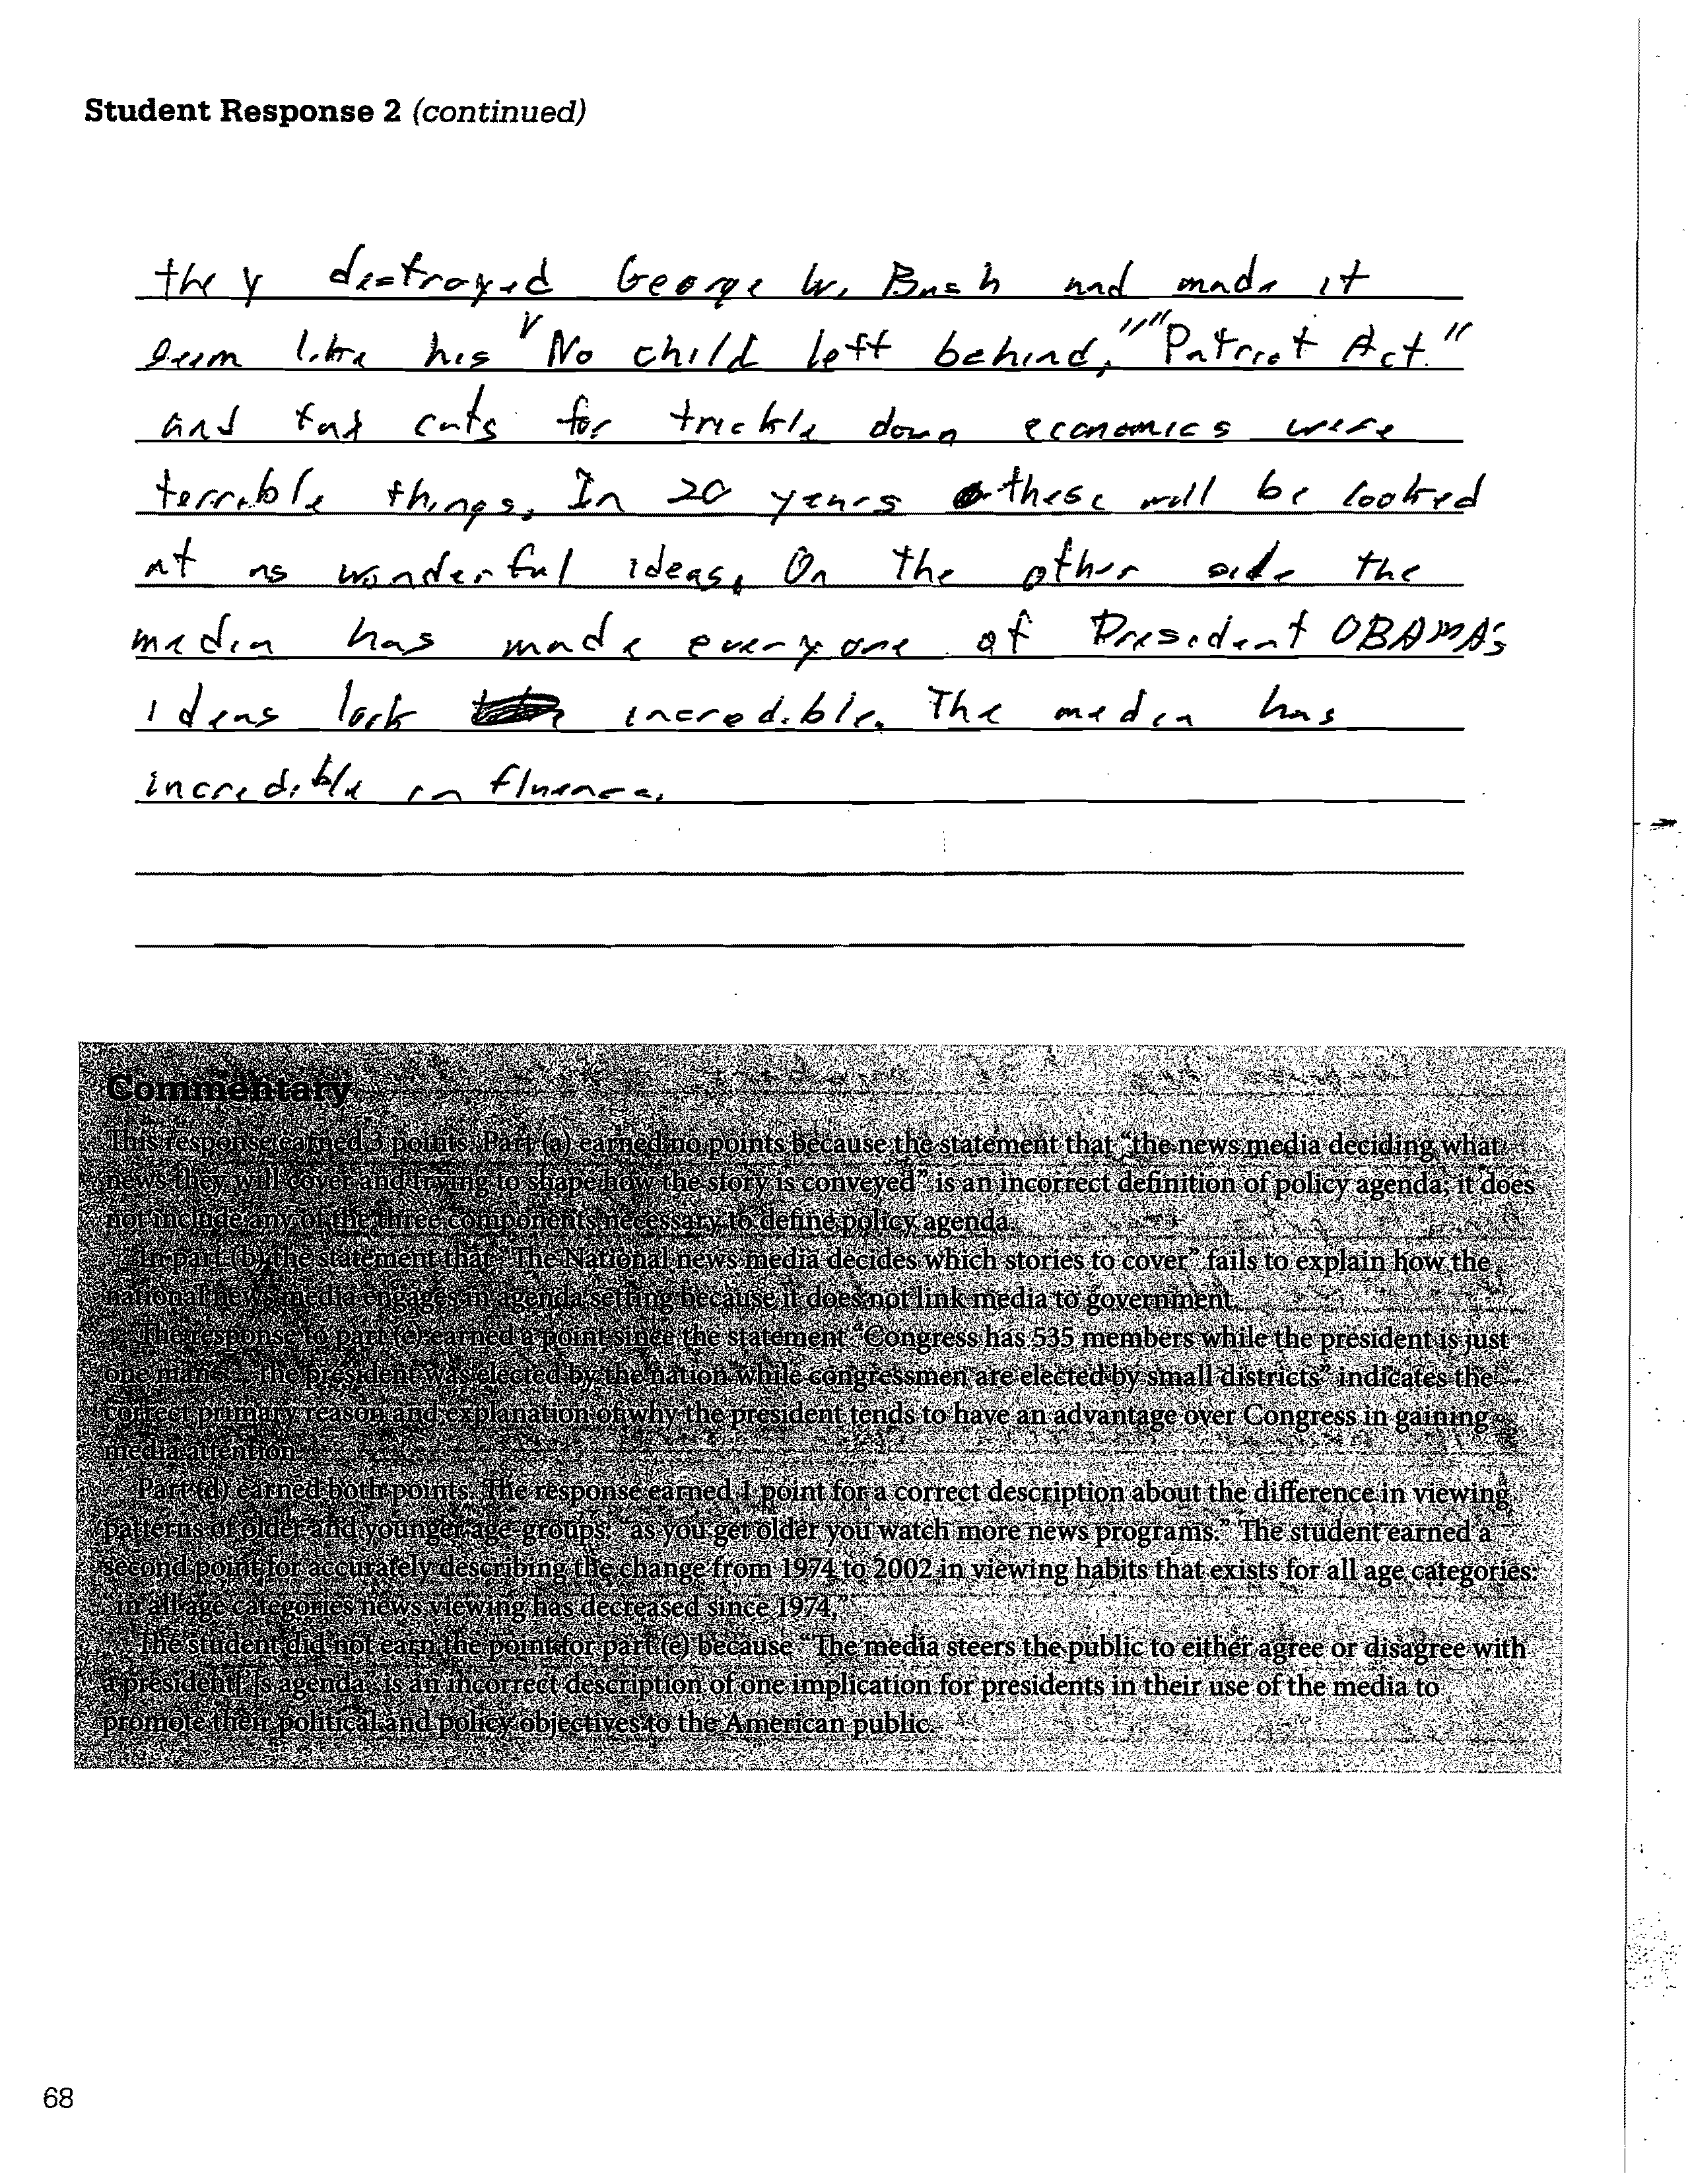 Student Response 2 (continued)
they destroyed George W. Bush and made it
seem like his "No child left behind," "Patriot Act"
and tax cuts for trickle down economics were
terrible things. In 20 years these will be looked
at as wonderful ideas. On the other side the
media has made everyone of President OBAMA's
ideas look incredible. The media has
incredible influence.
Commentary
This response earned 3 points. Part (a) earned no points because the statement that "the news media deciding what
news they will cover and trying to shape how the story is conveyed" is an incorrect definition of policy agenda; it does
not include any of the three components necessary to define policy agenda.
In part (b) the statement that "The National news media decides which stories to cover" fails to explain how the
national news media engages in agenda setting because it does not link media to government.
The response to part (c) earned a point since the statement "Congress has 535 members while the president is just
one man . . . the president was elected by the nation while congressmen are elected by small districts" indicates the
correct primary reason and explanation of why the president tends to have an advantage over Congress in gaining
media attention.
Part (d) earned both points. The response earned 1 point for a correct description about the difference in viewing
patterns of older and younger age groups: "as you get older you watch more news programs." The student earned a
second point for accurately describing the change from 1974 to 2002 in viewing habits that exists for all age categories:
"in all age categories news viewing has decreased since 1974."
The student did not earn the point for part (e) because "The media steers the public to either agree or disagree with
a president[']s agenda" is an incorrect description of one implication for presidents in their use of the media to
promote their political and policy objectives to the American public.
68